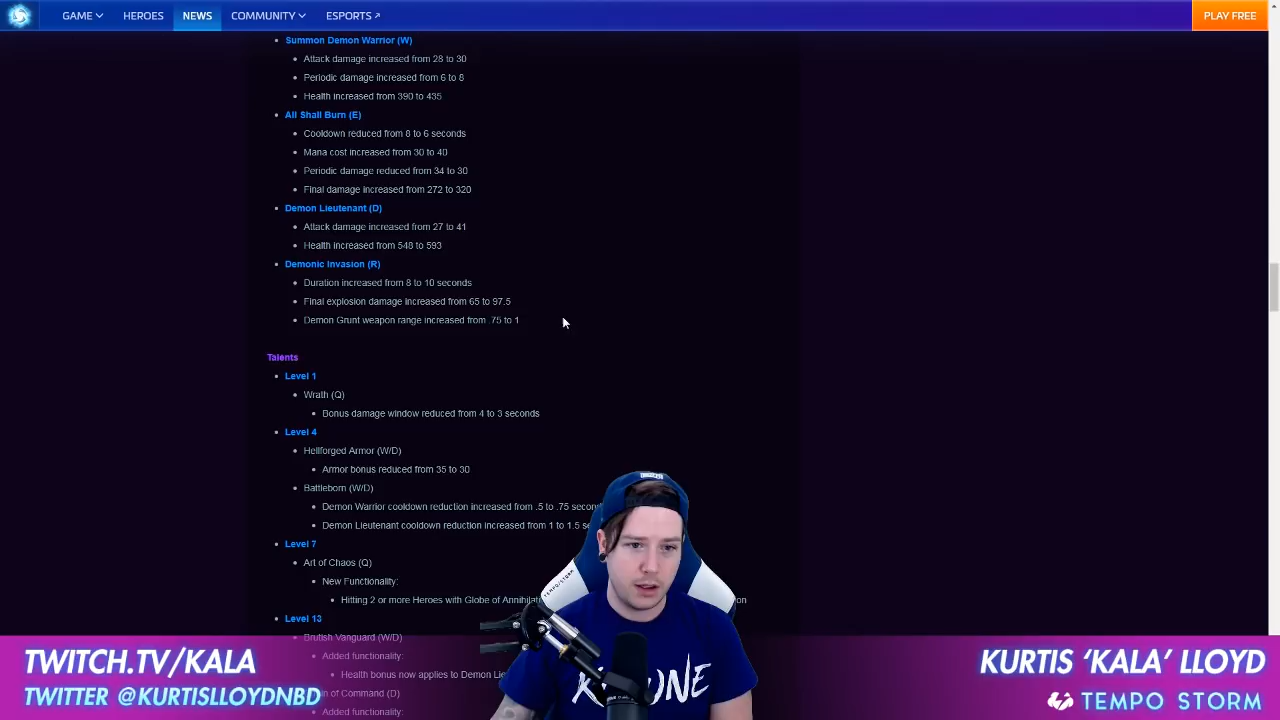 GAME HEROES NEWS COMMUNITY ESPORTS PLAY FREE
Summon Demon Warrior (W)
Attack damage increased from 28 to 30
Periodic damage increased from 6 to 8
Health increased from 390 to 435
All Shall Burn (E)
Cooldown reduced from 8 to 6 seconds
Mana cost increased from 30 to 40
Periodic damage reduced from 34 to 30
Final damage increased from 272 to 320
Demon Lieutenant (D)
Attack damage increased from 27 to 41
Health increased from 548 to 593
Demonic Invasion (R)
Duration increased from 8 to 10 seconds
Final explosion damage increased from 65 to 97.5
Demon Grunt weapon range increased from .75 to 1
Talents
Level 1
Wrath (Q)
Bonus damage window reduced from 4 to 3 seconds
Level 4
Hellforged Armor (W/D)
Armor bonus reduced from 35 to 30
Battleborn (W/D)
Demon Warrior cooldown reduction increased from .5 to .75
Demon Lieutenant cooldown reduction increased from 1 to 1.5
Level 7
Art of Chaos (Q)
New Functionality:
Hitting 2 or more Heroes with Globe of
Level 13
Brutish Vanguard (W/D)
Added functionality:
Health bonus now applies to Demon
of Command (D)
Added functionality:
TWITCH.TV/KALA
TWITTER @KURTISLLOYDNBD
KURTIS 'KALA' LLOYD
TEMPO STORM